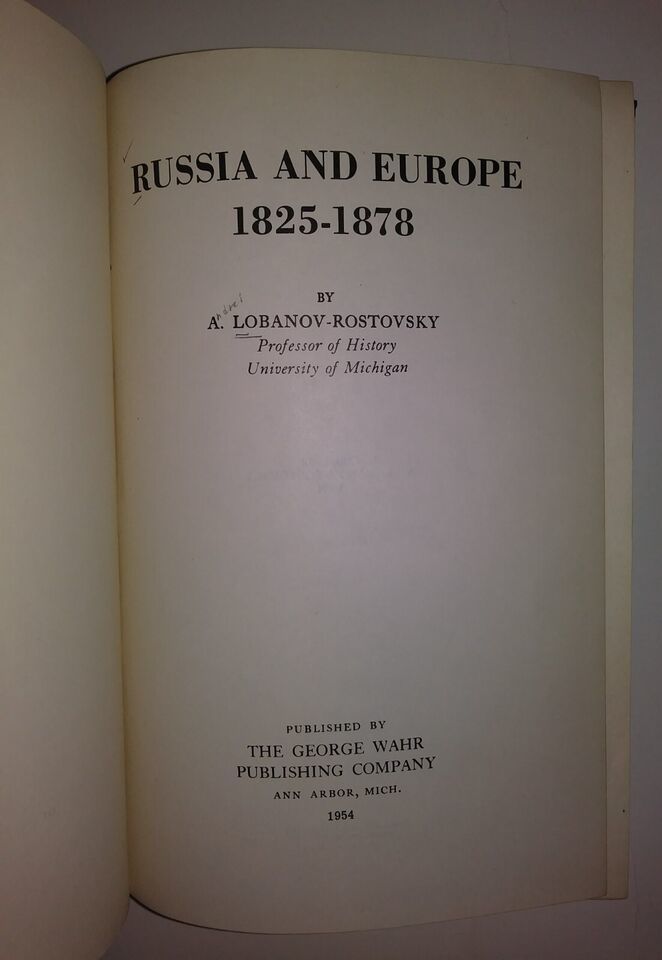 RUSSIA AND EUROPE
1825-1878
BY
ndrei
A. LOBANOV-ROSTOVSKY
Professor of History
University of Michigan
PUBLISHED BY
THE GEORGE WAHR
PUBLISHING COMPANY
ANN ARBOR, MICH.
1954